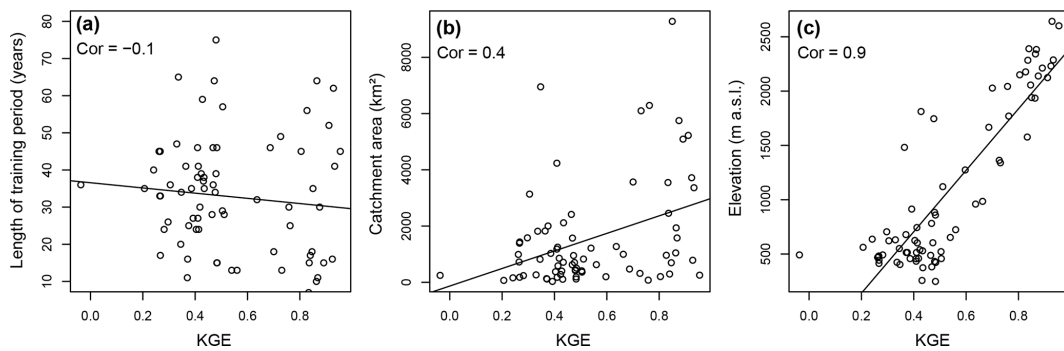 (a)
Cor = −0.1
Length of training period (years)
10 20 30 40 50 60 70 80
0.0 0.2 0.4 0.6 0.8
KGE
(b)
Cor = 0.4
Catchment area (km²)
0 2000 4000 6000 8000
0.0 0.2 0.4 0.6 0.8
KGE
(c)
Cor = 0.9
Elevation (m a.s.l.)
500 1000 1500 2000 2500
0.0 0.2 0.4 0.6 0.8
KGE